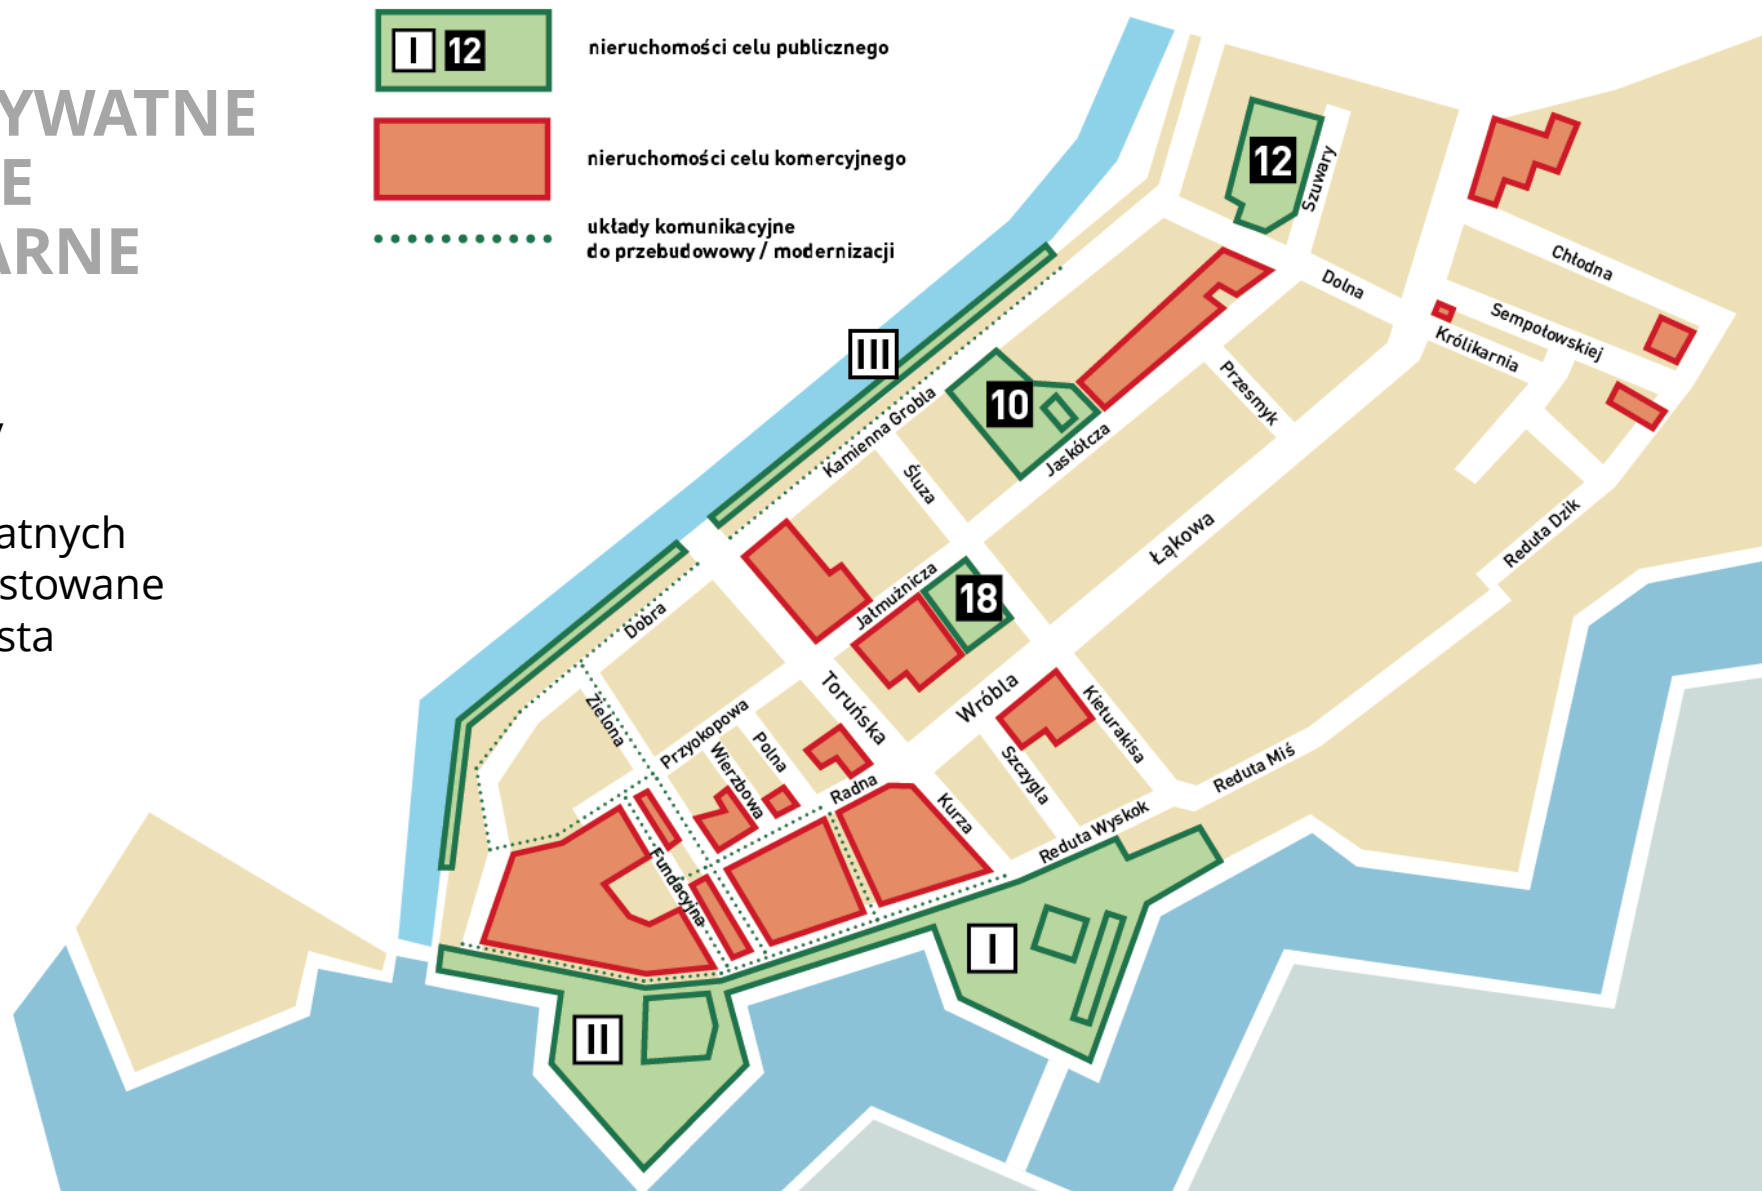 YWATNE
E
ARNE
y
atnych
stowane
sta
I 12
nieruchomości celu publicznego
nieruchomości celu komercyjnego
układy komunikacyjne
do przebudowowy / modernizacji
12
Szuwary
Chłodna
Dolna
Sempołowskiej
Królikarnia
III
10
Kamienna Grobla
Przesmyk
Jaskółcza
Śluza
Łąkowa
Reduta Dzik
Jałmużnicza
18
Dobra
Toruńska
Wróbla
Kieturakisa
Zielona
Przyokopowa
Polna
Wierzbowa
Szczygla
Reduta Miś
Radna
Kurza
Reduta Wyskok
Fundacyjna
I
II